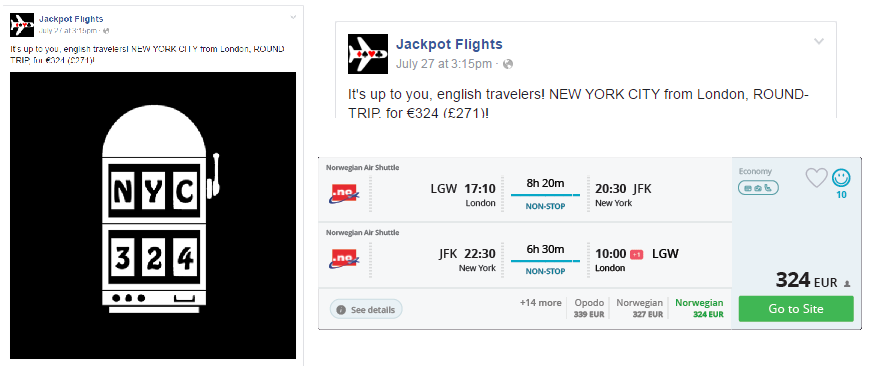 Jackpot Flights
July 27 at 3:15pm ·
It's up to you, english travelers! NEW YORK CITY from London, ROUND-
TRIP, for €324 (£271)!
NYC
324
Jackpot Flights
July 27 at 3:15pm ·
It's up to you, english travelers! NEW YORK CITY from London, ROUND-
TRIP, for €324 (£271)!
Norwegian Air Shuttle
.no
LGW 17:10 8h 20m 20:30 JFK
London NON-STOP New York
Norwegian Air Shuttle
.no
JFK 22:30 6h 30m 10:00 +1 LGW
New York NON-STOP London
Economy
10
324 EUR
Go to Site
i See details
+14 more Opodo Norwegian Norwegian
339 EUR 327 EUR 324 EUR